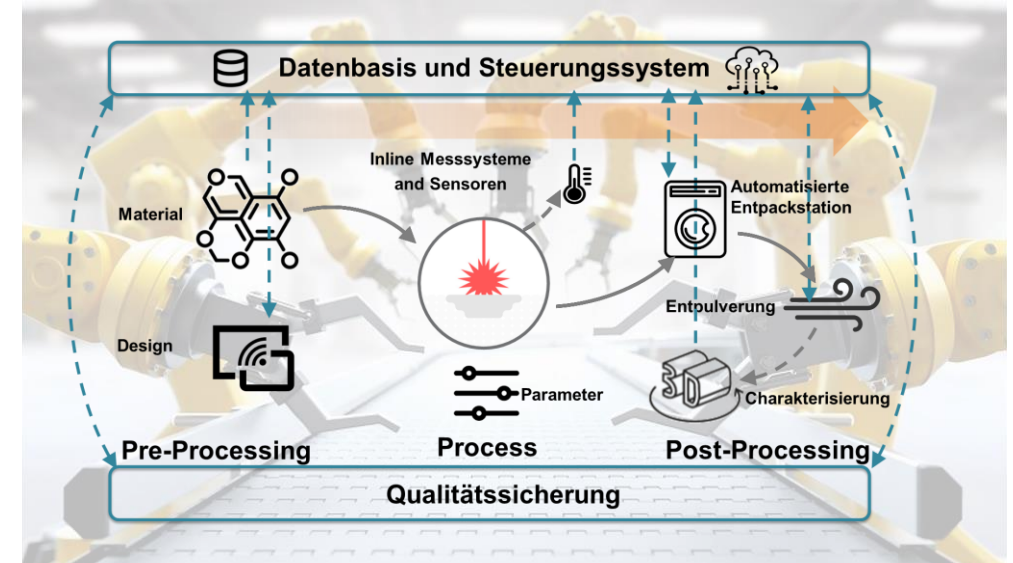 Datenbasis und Steuerungssystem
Inline Messsysteme
and Sensoren
Material
Automatisierte
Entpackstation
Entpulverung
Design
Parameter
3D
Charakterisierung
Pre-Processing
Process
Post-Processing
Qualitätssicherung